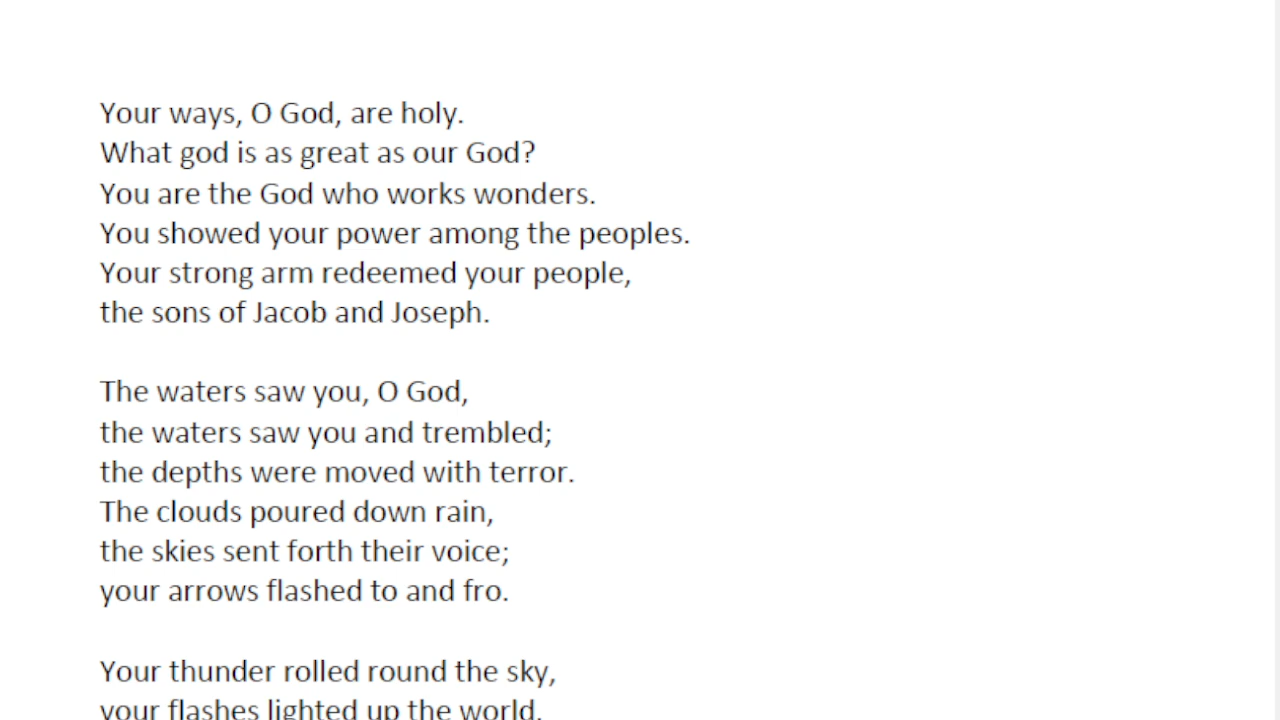 Your ways, O God, are holy.
What god is as great as our God?
You are the God who works wonders.
You showed your power among the peoples.
Your strong arm redeemed your people,
the sons of Jacob and Joseph.
The waters saw you, O God,
the waters saw you and trembled;
the depths were moved with terror.
The clouds poured down rain,
the skies sent forth their voice;
your arrows flashed to and fro.
Your thunder rolled round the sky,
your flashes lighted up the world.